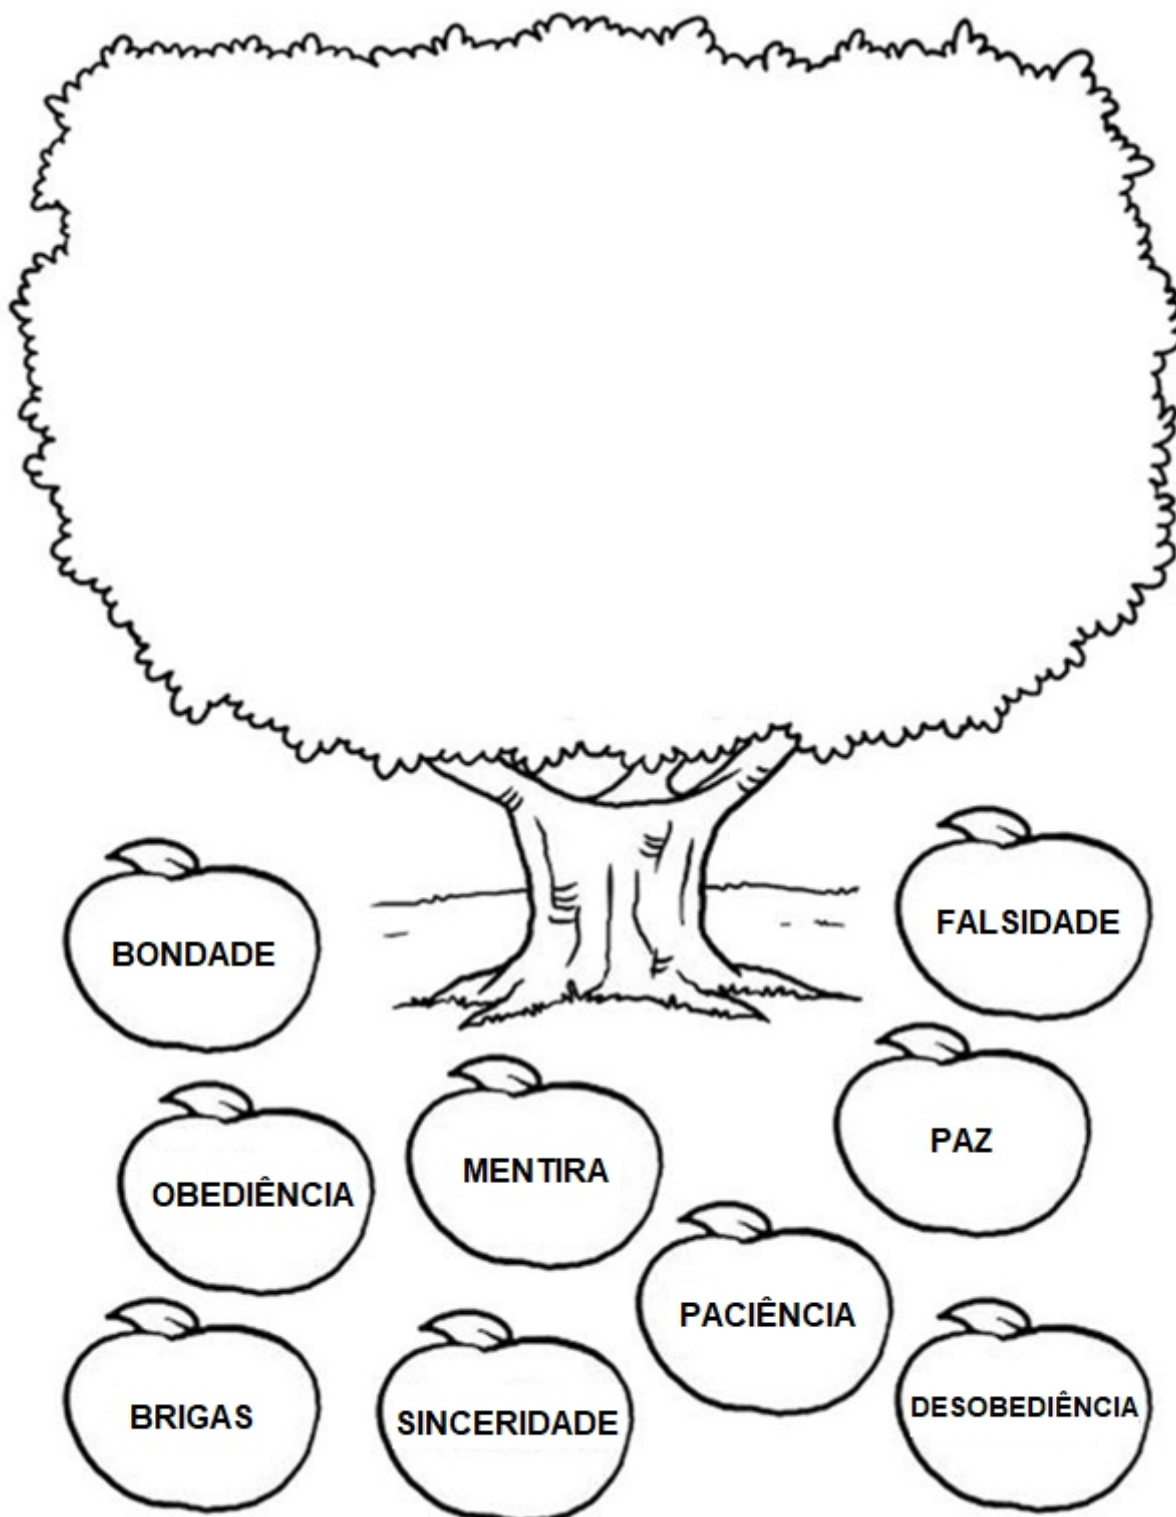 BONDADE
FALSIDADE
OBEDIÊNCIA
MENTIRA
PAZ
PACIÊNCIA
BRIGAS
SINCERIDADE
DESOBEDIÊNCIA